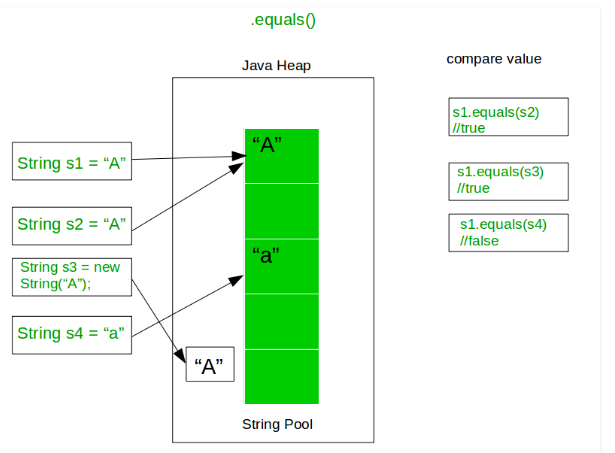 .equals()
Java Heap
compare value
String s1 = “A”
String s2 = “A”
String s3 = new
String(“A”);
String s4 = “a”
“A”
“a”
“A”
String Pool
s1.equals(s2)
//true
s1.equals(s3)
//true
s1.equals(s4)
//false